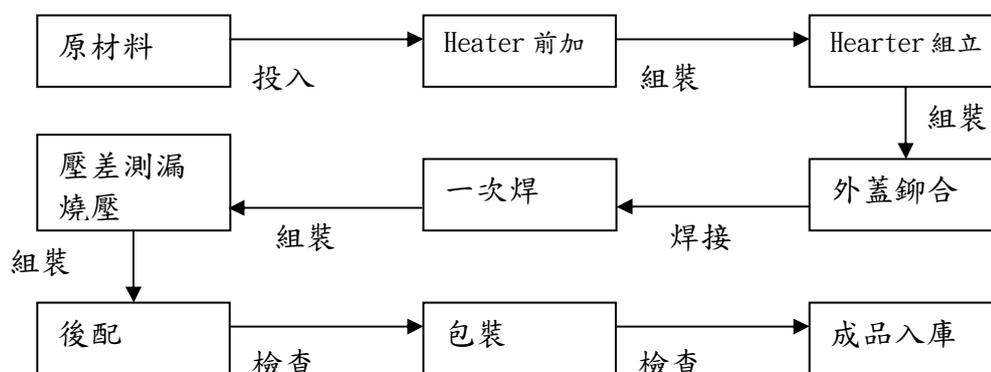 原材料
投入
Heater 前加
組裝
Hearter 組立
組裝
外蓋鉚合
焊接
一次焊
組裝
壓差測漏
燒壓
組裝
後配
檢查
包裝
檢查
成品入庫